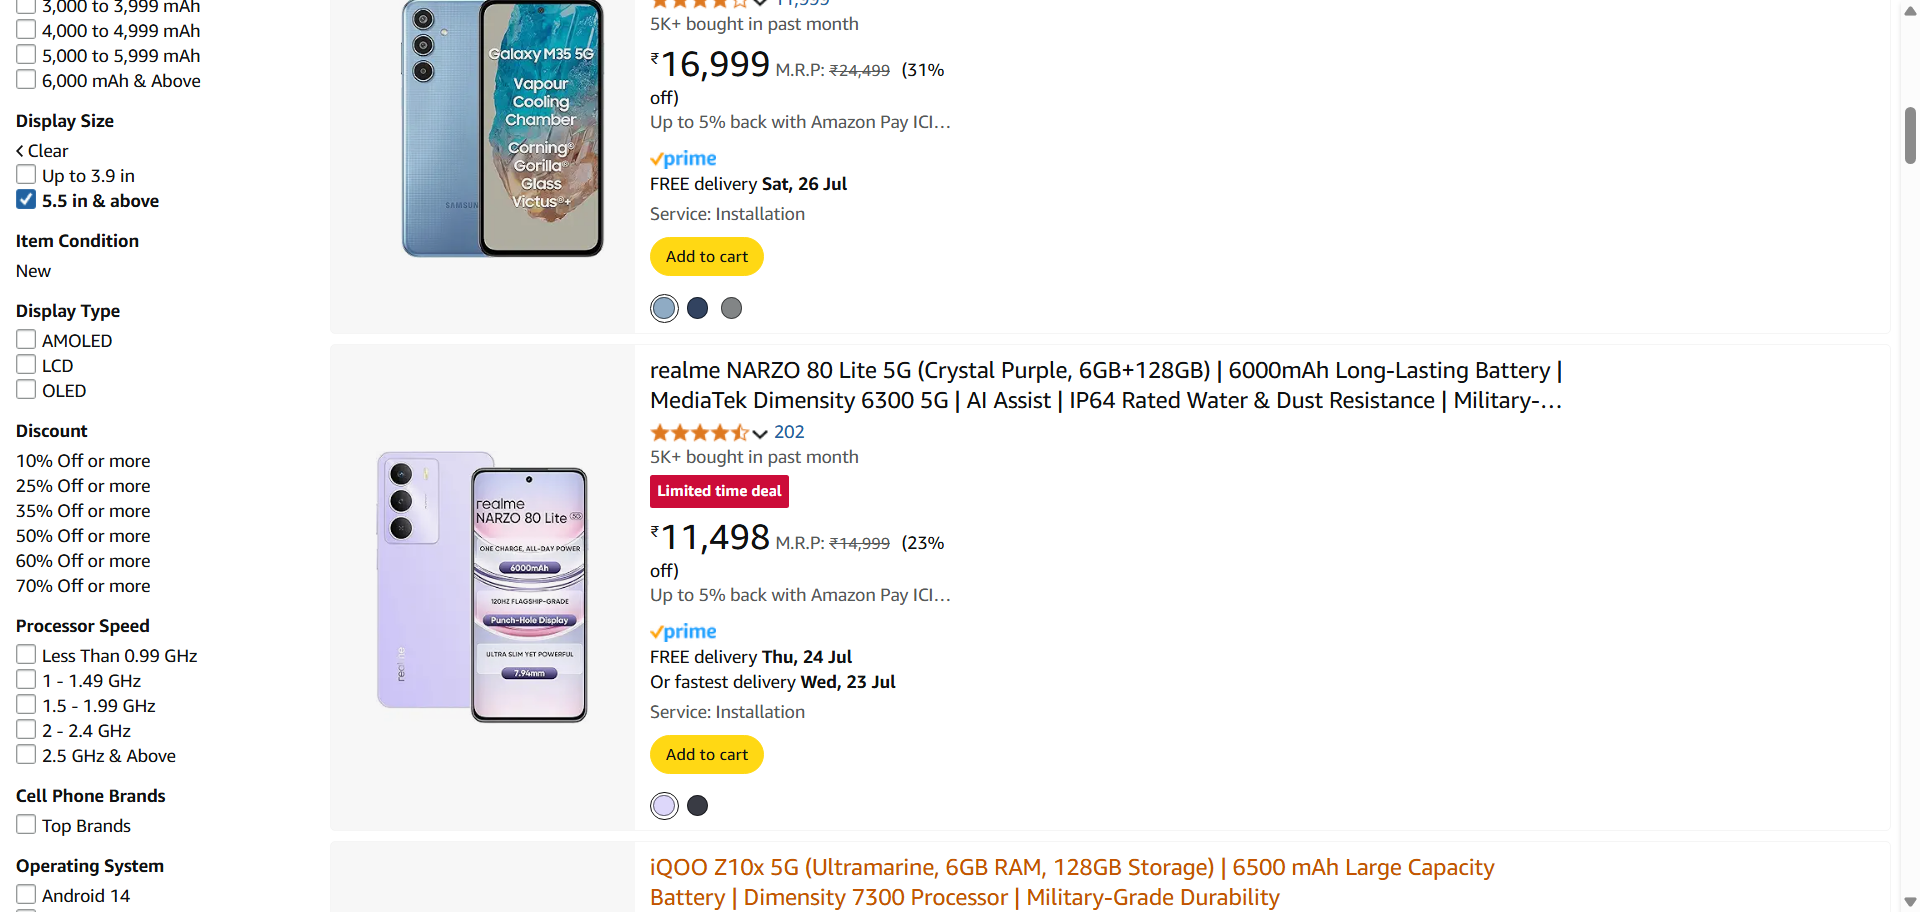 3,000 to 3,999 mAh
4,000 to 4,999 mAh
5,000 to 5,999 mAh
6,000 mAh & Above
Display Size
Clear
Up to 3.9 in
5.5 in & above
Item Condition
New
Display Type
AMOLED
LCD
OLED
Discount
10% Off or more
25% Off or more
35% Off or more
50% Off or more
60% Off or more
70% Off or more
Processor Speed
Less Than 0.99 GHz
1 - 1.49 GHz
1.5 - 1.99 GHz
2 - 2.4 GHz
2.5 GHz & Above
Cell Phone Brands
Top Brands
Operating System
Android 14
SAMSUNG
Galaxy M35 5G
Vapour
Cooling
Chamber
Corning®
Gorilla®
Glass
Victus®+
11,999
5K+ bought in past month
₹16,999 M.R.P: ₹24,499 (31%
off)
Up to 5% back with Amazon Pay ICI…
prime
FREE delivery Sat, 26 Jul
Service: Installation
Add to cart
realme
realme
NARZO 80 Lite 5G
ONE CHARGE, ALL-DAY POWER
6000mAh
120HZ FLAGSHIP-GRADE
Punch-Hole Display
ULTRA SLIM YET POWERFUL
7.94mm
realme NARZO 80 Lite 5G (Crystal Purple, 6GB+128GB) | 6000mAh Long-Lasting Battery |
MediaTek Dimensity 6300 5G | AI Assist | IP64 Rated Water & Dust Resistance | Military-…
202
5K+ bought in past month
Limited time deal
₹11,498 M.R.P: ₹14,999 (23%
off)
Up to 5% back with Amazon Pay ICI…
prime
FREE delivery Thu, 24 Jul
Or fastest delivery Wed, 23 Jul
Service: Installation
Add to cart
iQOO Z10x 5G (Ultramarine, 6GB RAM, 128GB Storage) | 6500 mAh Large Capacity
Battery | Dimensity 7300 Processor | Military-Grade Durability